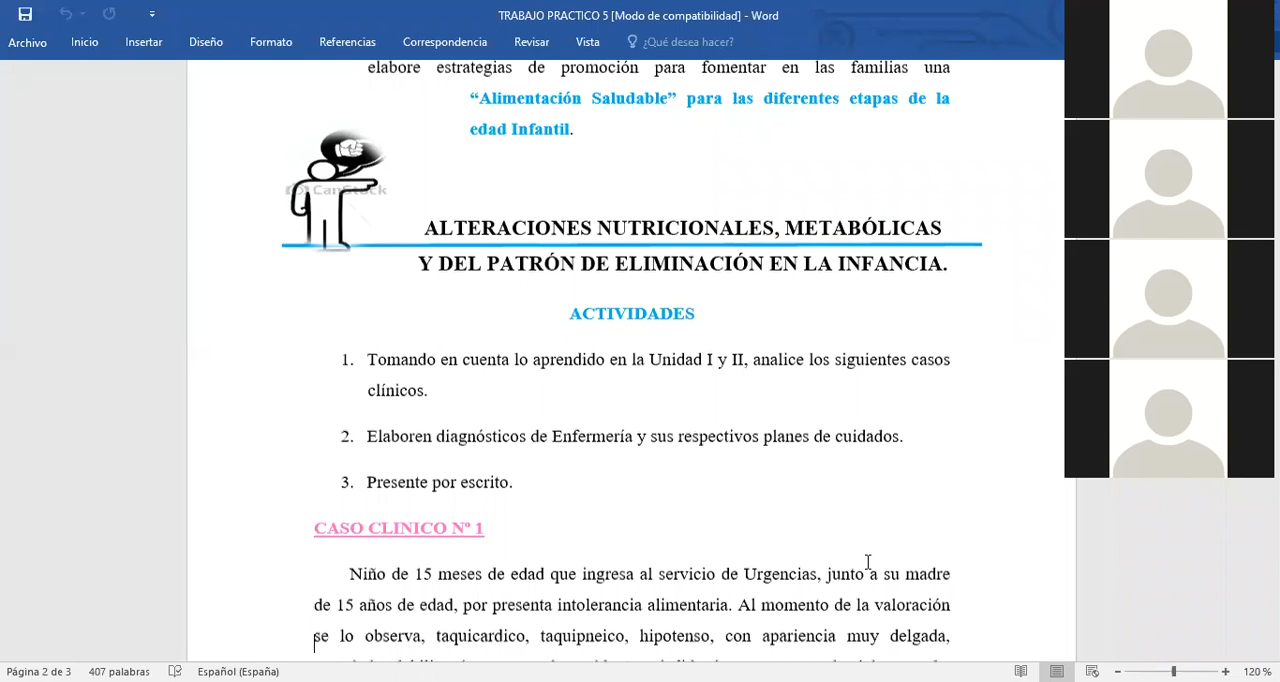 TRABAJO PRACTICO 5 [Modo de compatibilidad] - Word
Archivo Inicio Insertar Diseño Formato Referencias Correspondencia Revisar Vista ¿Qué desea hacer?
elabore estrategias de promoción para fomentar en las familias una
“Alimentación Saludable” para las diferentes etapas de la
edad Infantil.
CanStock
ALTERACIONES NUTRICIONALES, METABÓLICAS
Y DEL PATRÓN DE ELIMINACIÓN EN LA INFANCIA.
ACTIVIDADES
1. Tomando en cuenta lo aprendido en la Unidad I y II, analice los siguientes casos
clínicos.
2. Elaboren diagnósticos de Enfermería y sus respectivos planes de cuidados.
3. Presente por escrito.
CASO CLINICO Nº 1
Niño de 15 meses de edad que ingresa al servicio de Urgencias, junto a su madre
de 15 años de edad, por presenta intolerancia alimentaria. Al momento de la valoración
se lo observa, taquicardico, taquipneico, hipotenso, con apariencia muy delgada,
Página 2 de 3 407 palabras Español (España) 120 %